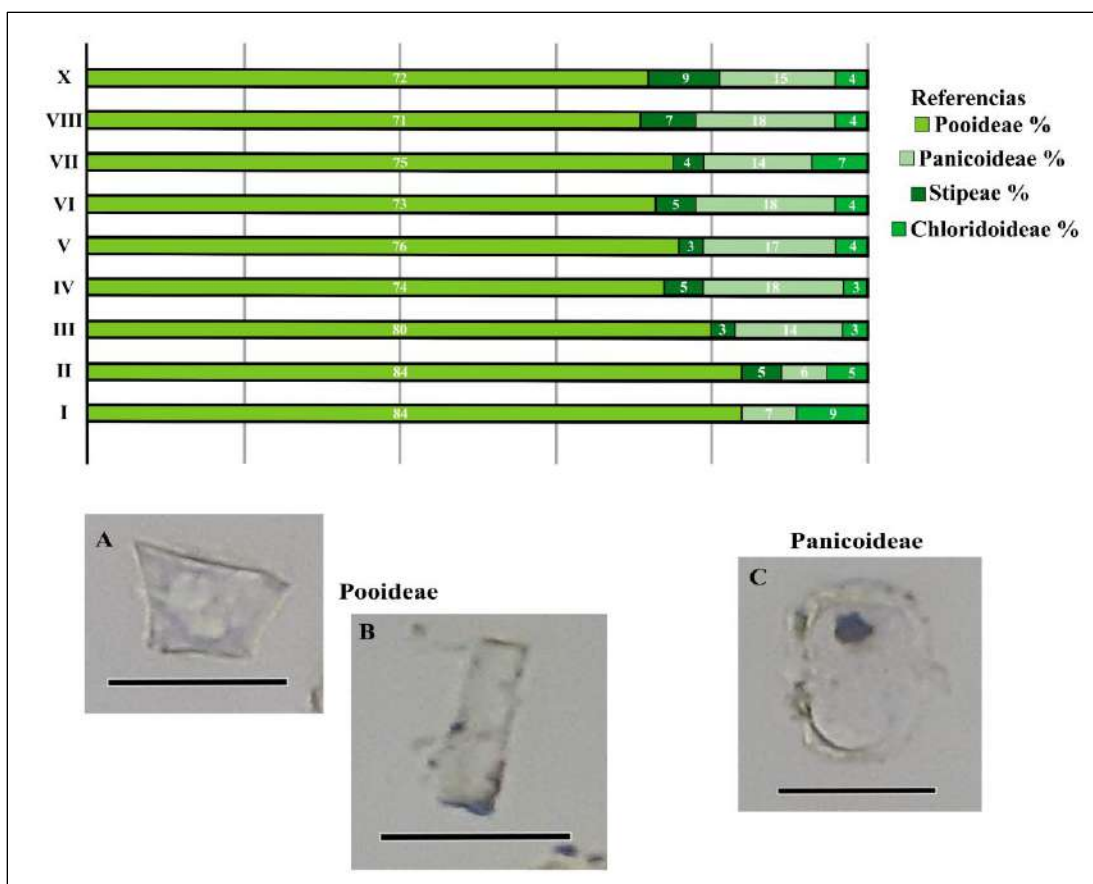 X 72 9 15 4
VIII 71 7 18 4
VII 75 4 14 7
VI 73 5 18 4
V 76 3 17 4
IV 74 5 18 3
III 80 3 14 3
II 84 5 6 5
I 84 7 9
Referencias
Pooideae %
Panicoideae %
Stipeae %
Chloridoideae %
A
Pooideae
B
Panicoideae
C